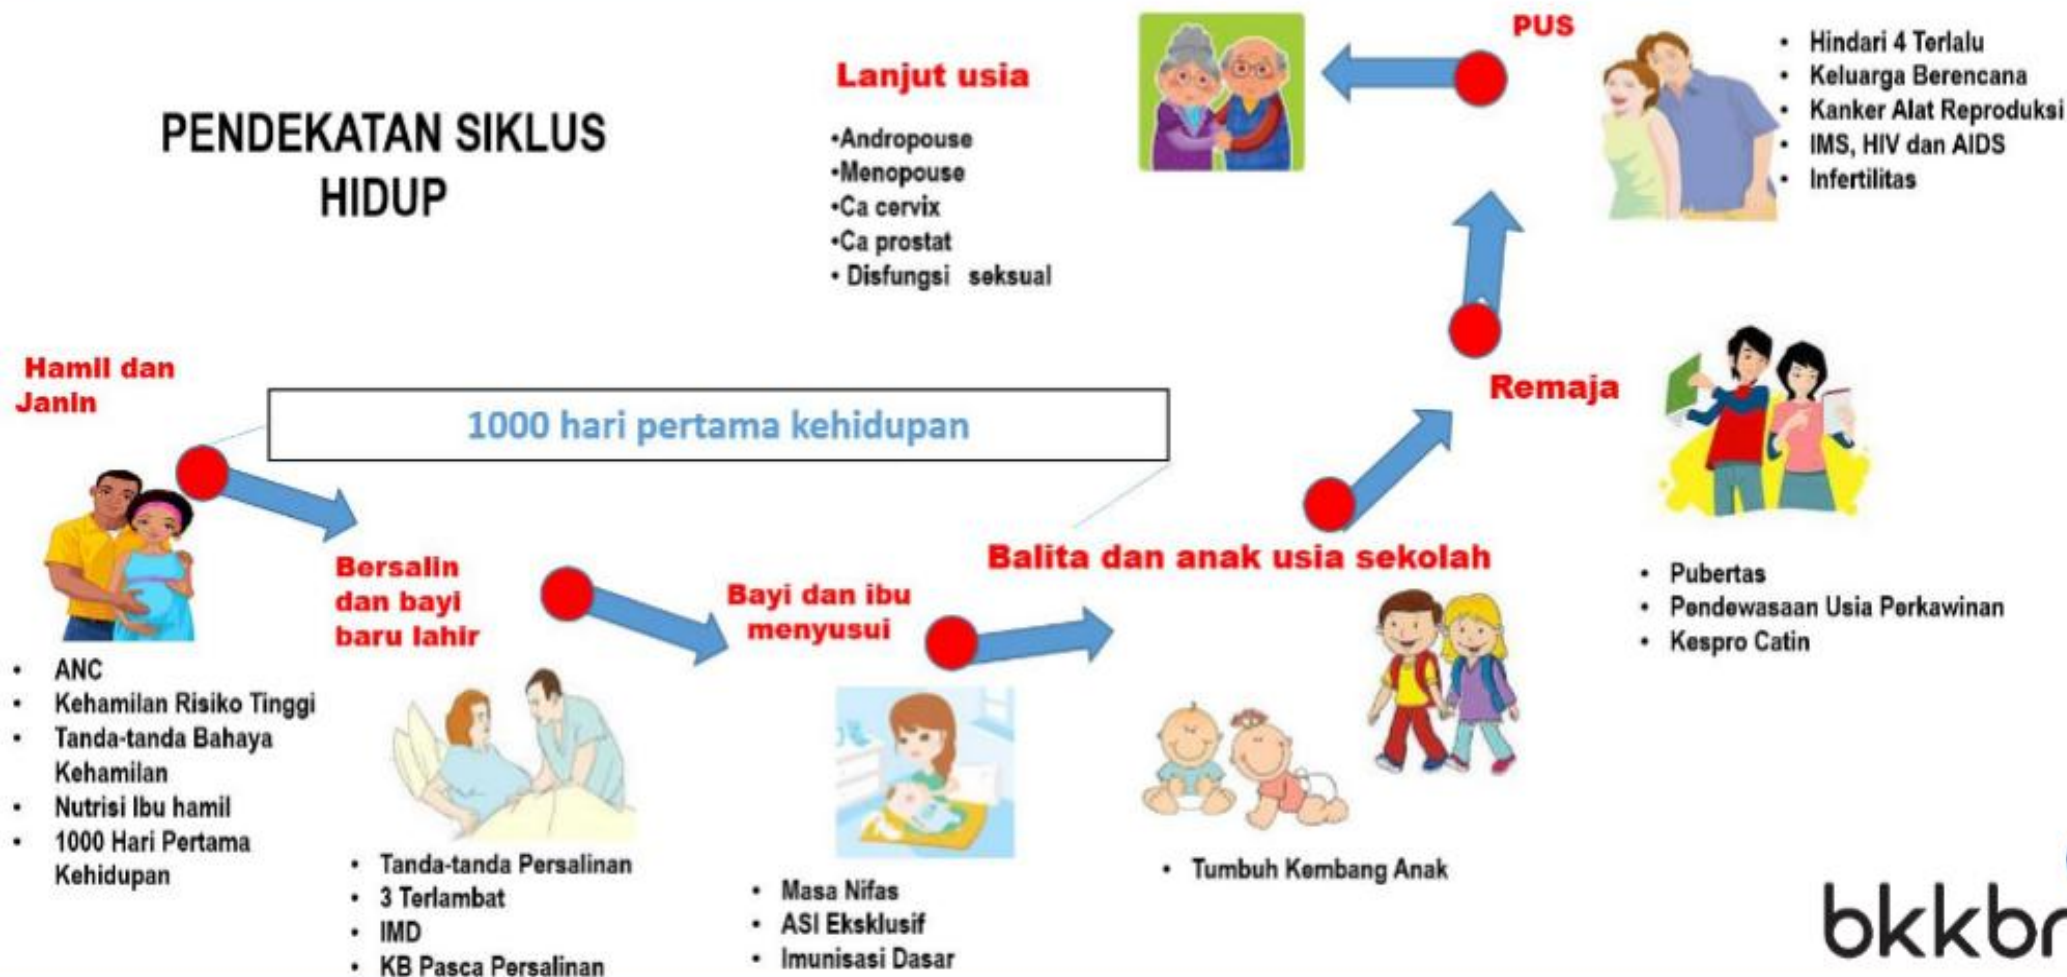 PENDEKATAN SIKLUS
HIDUP
Hamil dan
Janin
• ANC
• Kehamilan Risiko Tinggi
• Tanda-tanda Bahaya
Kehamilan
• Nutrisi Ibu hamil
• 1000 Hari Pertama
Kehidupan
1000 hari pertama kehidupan
Bersalin
dan bayi
baru lahir
• Tanda-tanda Persalinan
• 3 Terlambat
• IMD
• KB Pasca Persalinan
Bayi dan ibu
menyusui
• Masa Nifas
• ASI Eksklusif
• Imunisasi Dasar
Balita dan anak usia sekolah
• Tumbuh Kembang Anak
Remaja
• Pubertas
• Pendewasaan Usia Perkawinan
• Kespro Catin
PUS
• Hindari 4 Terlalu
• Keluarga Berencana
• Kanker Alat Reproduksi
• IMS, HIV dan AIDS
• Infertilitas
Lanjut usia
•Andropouse
•Menopouse
•Ca cervix
•Ca prostat
• Disfungsi seksual
bkkbn